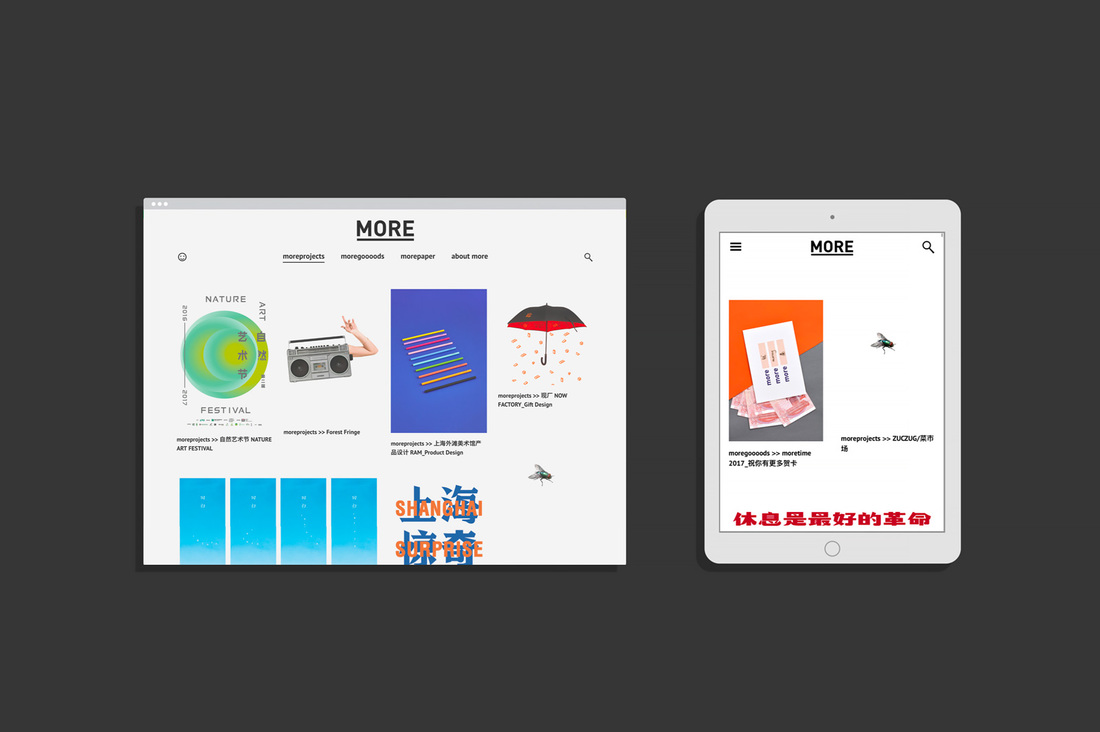 MORE
moreprojects
moregoooods
morepaper
about more
NATURE
ART
2016
2017
自然
艺术节
FESTIVAL
moreprojects >> 自然艺术节 NATURE
ART FESTIVAL
moreprojects >> Forest Fringe
moreprojects >> 上海外滩美术馆产
品设计 RAM_Product Design
moreprojects >> 现厂 NOW
FACTORY_Gift Design
上海
SHANGHAI
惊奇
SURPRISE
MORE
more
more
more
moregoooods >> moretime
2017_祝你有更多贺卡
moreprojects >> ZUCZUG/菜市
场
休息是最好的革命